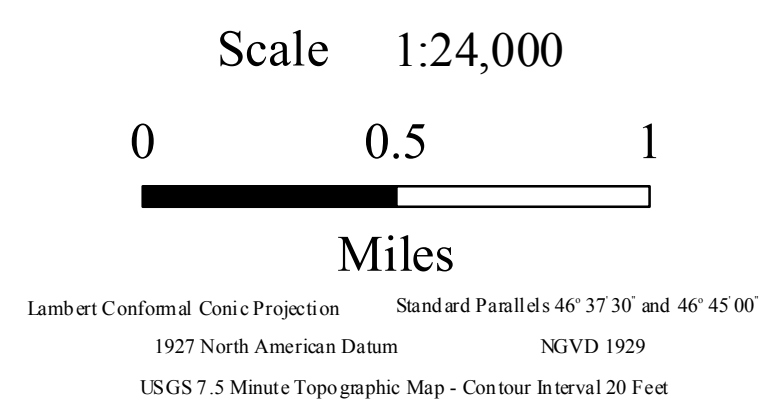 Scale 1:24,000
0 0.5 1
Miles
Lambert Conformal Conic Projection Standard Parallels 46° 37' 30" and 46° 45' 00"
1927 North American Datum NGVD 1929
USGS 7.5 Minute Topographic Map - Contour Interval 20 Feet